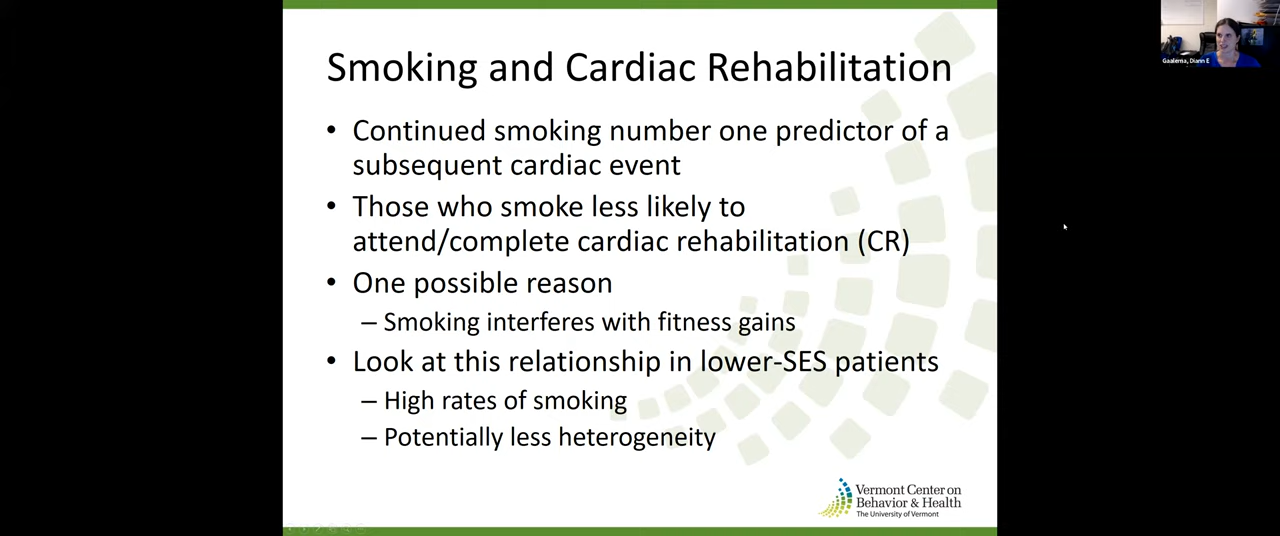 Smoking and Cardiac Rehabilitation
• Continued smoking number one predictor of a
subsequent cardiac event
• Those who smoke less likely to
attend/complete cardiac rehabilitation (CR)
• One possible reason
– Smoking interferes with fitness gains
• Look at this relationship in lower-SES patients
– High rates of smoking
– Potentially less heterogeneity
Vermont Center on
Behavior & Health
The University of Vermont
Gaalema, Diann E